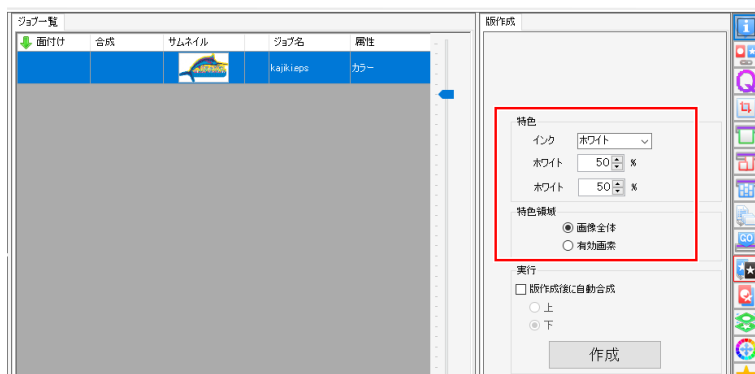 ジョブ一覧
面付け 合成 サムネイル ジョブ名 属性
kajiki.eps カラー
版作成
特色
インク ホワイト
ホワイト 50 %
ホワイト 50 %
特色領域
画像全体
有効画素
実行
版作成後に自動合成
上
下
作成
GO